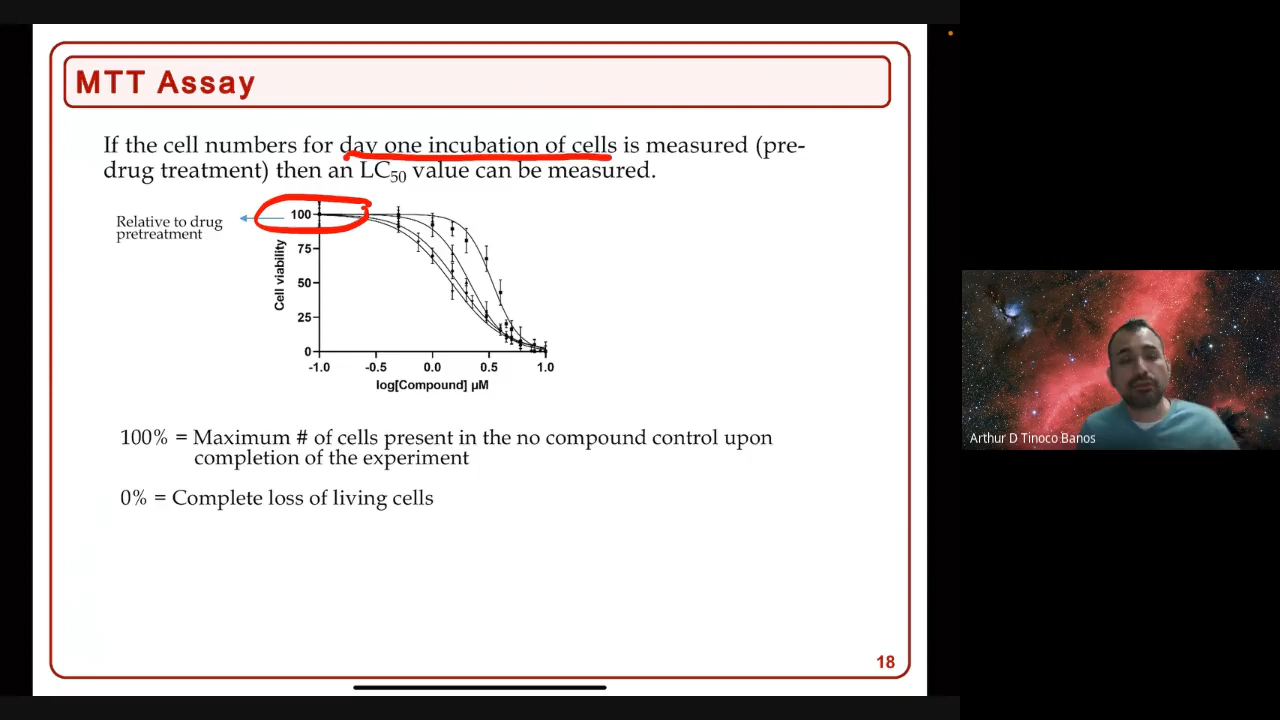 MTT Assay
If the cell numbers for day one incubation of cells is measured (pre-
drug treatment) then an LC50 value can be measured.
Relative to drug
pretreatment
100
75
50
25
0
Cell viability
-1.0 -0.5 0.0 0.5 1.0
log[Compound] µM
100% = Maximum # of cells present in the no compound control upon
completion of the experiment
0% = Complete loss of living cells
18
Arthur D Tinoco Banos